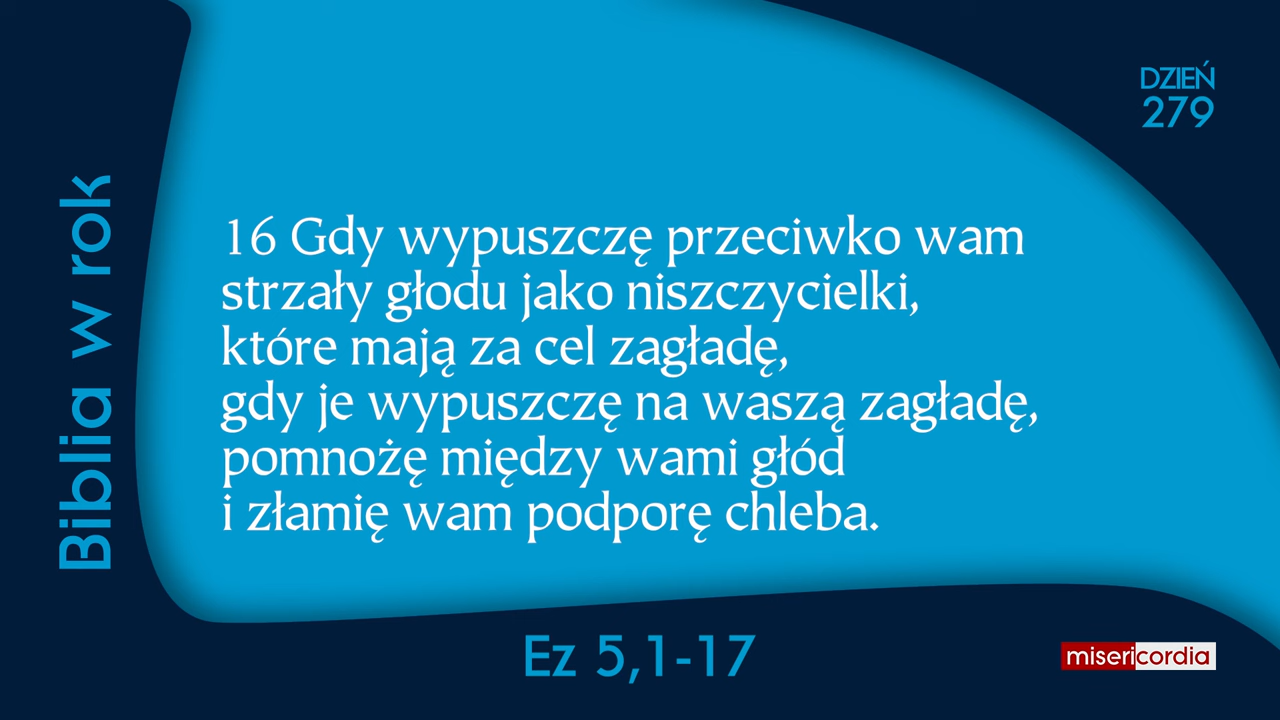 DZIEŃ
279
Biblia w rok
16 Gdy wypuszczę przeciwko wam
strzały głodu jako niszczycielki,
które mają za cel zagładę,
gdy je wypuszczę na waszą zagładę,
pomnożę między wami głód
i złamię wam podporę chleba.
Ez 5,1-17
misericordia